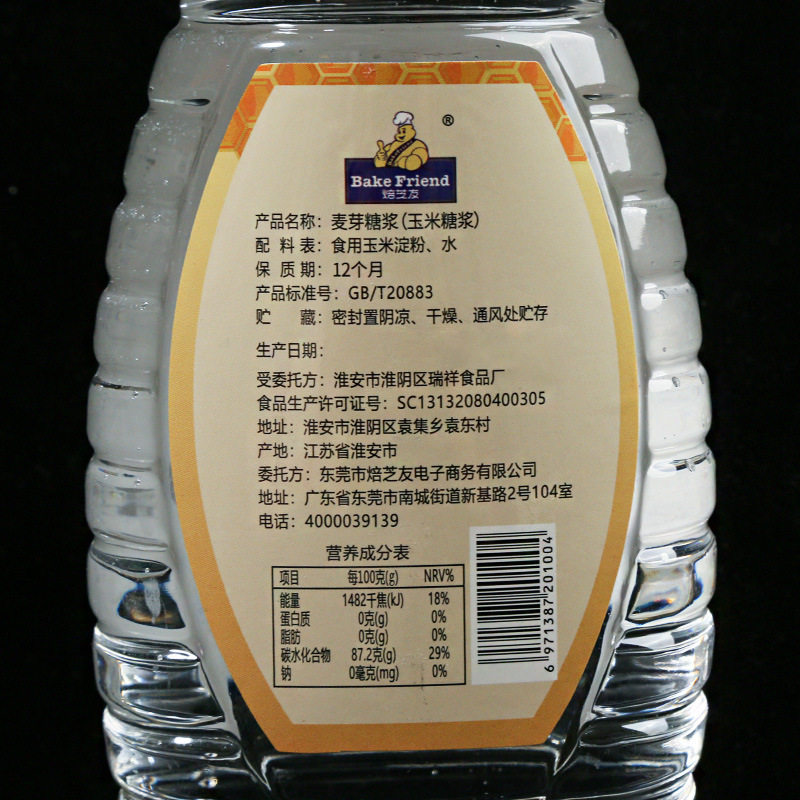 ®
Bake Friend
焙芝友
产品名称：麦芽糖浆（玉米糖浆）
配 料 表：食用玉米淀粉、水
保 质 期：12个月
产品标准号：GB/T20883
贮 藏：密封置阴凉、干燥、通风处贮存
生产日期：
受委托方：淮安市淮阴区瑞祥食品厂
食品生产许可证号：SC13132080400305
地址：淮安市淮阴区袁集乡袁东村
产地：江苏省淮安市
委托方：东莞市焙芝友电子商务有限公司
地址：广东省东莞市南城街道新基路2号104室
电话：4000039139
营养成分表
项目 每100克(g) NRV%
能量 1482千焦(kJ) 18%
蛋白质 0克(g) 0%
脂肪 0克(g) 0%
碳水化合物 87.2克(g) 29%
钠 0毫克(mg) 0%
6971387201004